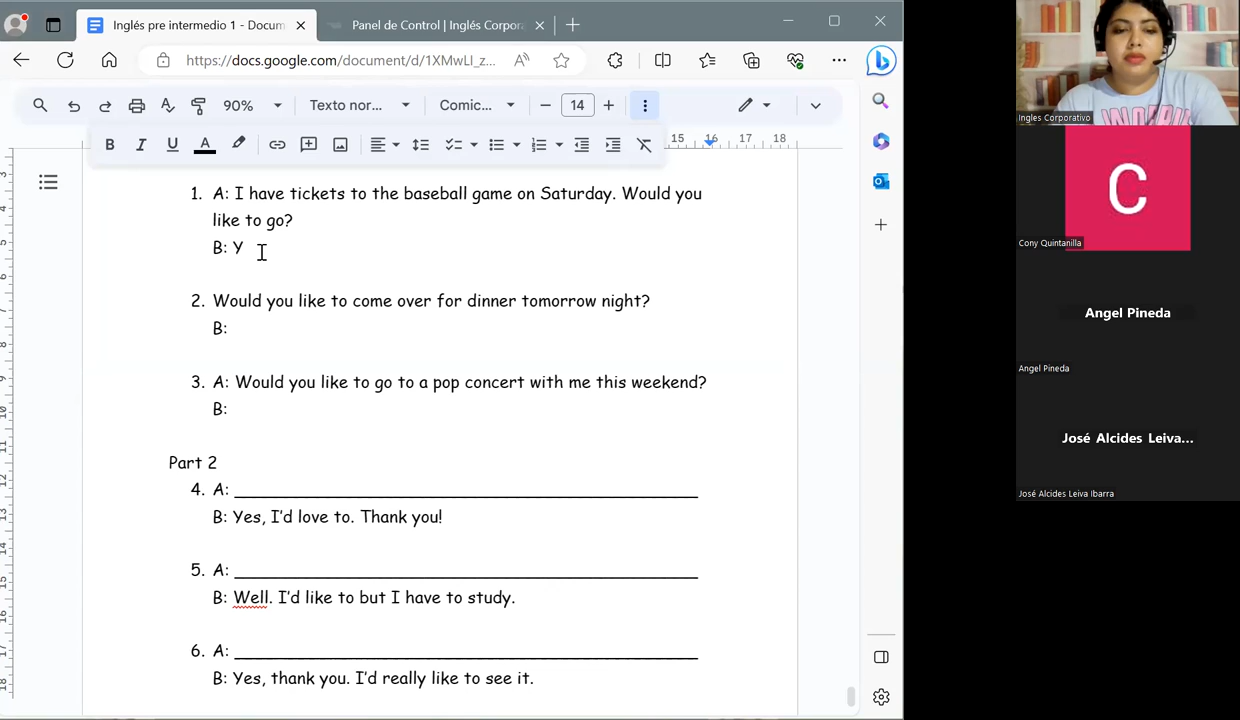 Inglés pre intermedio 1 - Docum
Panel de Control | Inglés Corpora
https://docs.google.com/document/d/1XMwLl_z...
90%
Texto nor...
Comic...
14
15 16 17 18
1. A: I have tickets to the baseball game on Saturday. Would you
like to go?
B: Y
2. Would you like to come over for dinner tomorrow night?
B:
3. A: Would you like to go to a pop concert with me this weekend?
B:
Part 2
4. A: ______________________________
B: Yes, I'd love to. Thank you!
5. A: ______________________________
B: Well. I'd like to but I have to study.
6. A: ______________________________
B: Yes, thank you. I'd really like to see it.
Ingles Corporativo
C
Cony Quintanilla
Angel Pineda
Angel Pineda
José Alcides Leiva...
José Alcides Leiva Ibarra